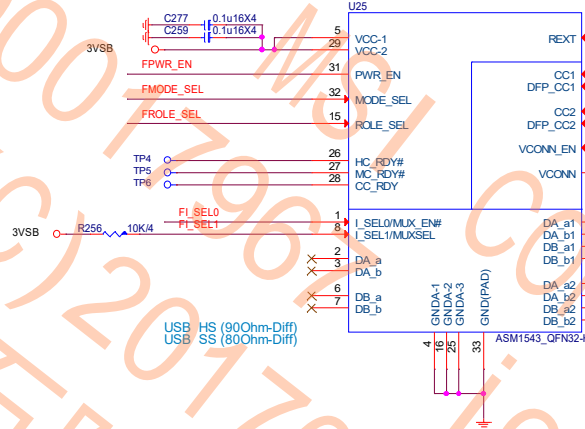 U25
C277 0.1u16X4
C259 0.1u16X4
3VSB
5 VCC-1
29 VCC-2
REXT
FPWR_EN 31 PWR_EN
CC1
DFP_CC1
FMODE_SEL 32 MODE_SEL
CC2
FROLE_SEL 15 ROLE_SEL
DFP_CC2
VCONN_EN
TP4 26 HC_RDY#
TP5 27 MC_RDY#
TP6 28 CC_RDY
VCONN
FI_SEL0 1 I_SEL0/MUX_EN#
3VSB R256 10K/4 FI_SEL1 8 I_SEL1/MUXSEL
DA_a1
DA_b1
DB_a1
DB_b1
2 DA_a
3 DA_b
DA_a2
DA_b2
DB_a2
DB_b2
6 DB_a
7 DB_b
GNDA-1
GNDA-2
GNDA-3
GND(PAD)
USB HS (90Ohm-Diff)
USB SS (80Ohm-Diff)
4
16
25
33
ASM1543_QFN32-H
MSI